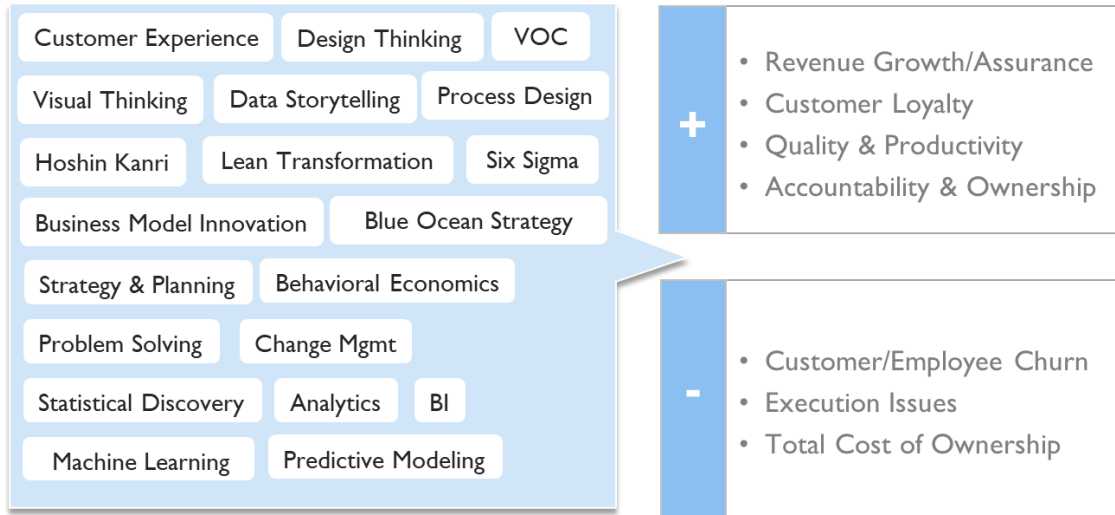 Customer Experience
Design Thinking
VOC
Visual Thinking
Data Storytelling
Process Design
Hoshin Kanri
Lean Transformation
Six Sigma
Business Model Innovation
Blue Ocean Strategy
Strategy & Planning
Behavioral Economics
Problem Solving
Change Mgmt
Statistical Discovery
Analytics
BI
Machine Learning
Predictive Modeling
+
• Revenue Growth/Assurance
• Customer Loyalty
• Quality & Productivity
• Accountability & Ownership
-
• Customer/Employee Churn
• Execution Issues
• Total Cost of Ownership